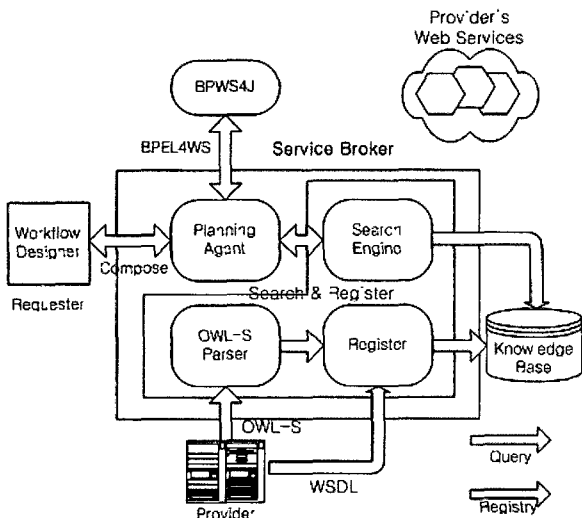 Provider's
Web Services
BPWS4J
BPEL4WS
Service Broker
Workflow
Designer
Compose
Planning
Agent
Search
Engine
Requester
Search & Register
OWL-S
Parser
Register
Knowledge
Base
OWL-S
WSDL
Provider
Query
Registry